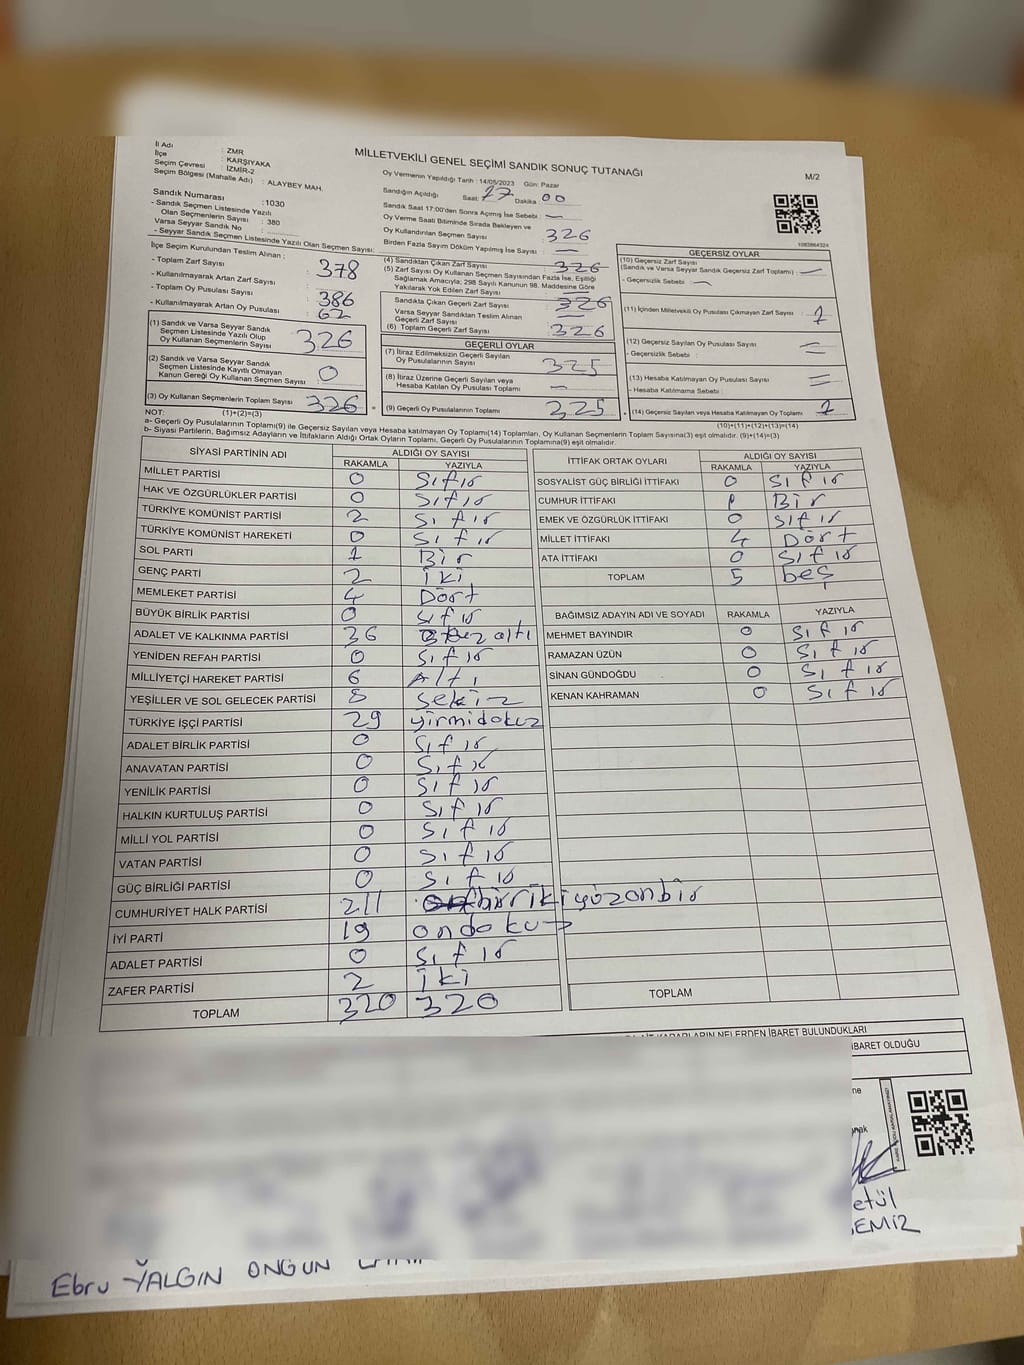 MİLLETVEKİLİ GENEL SEÇİMİ SANDIK SONUÇ TUTANAĞI
M/2
İl Adı : ZMR
İlçe : KARŞIYAKA
Seçim Çevresi : İZMİR-2
Seçim Bölgesi (Mahalle Adı) : ALAYBEY MAH.
Sandık Numarası : 1030
- Sandık Seçmen Listesinde Yazılı
Olan Seçmenlerin Sayısı : 380
Varsa Seyyar Sandık No :
- Seyyar Sandık Seçmen Listesinde Yazılı Olan Seçmen Sayısı:
Oy Vermenin Yapıldığı Tarih : 14/05/2023 Gün: Pazar
Sandığın Açıldığı Saat: 17 Dakika 00
Sandık Saat 17:00'den Sonra Açılmış İse Sebebi : —
Oy Verme Saati Bitiminde Sırada Bekleyen ve
Oy Kullandırılan Seçmen Sayısı : 326
Birden Fazla Sayım Döküm Yapılmış İse Sayısı : —
1083864324
İlçe Seçim Kurulundan Teslim Alınan ;
- Toplam Zarf Sayısı : 378
- Kullanılmayarak Artan Zarf Sayısı :
- Toplam Oy Pusulası Sayısı : 386
- Kullanılmayarak Artan Oy Pusulası : 62
(1) Sandık ve Varsa Seyyar Sandık
Seçmen Listesinde Yazılı Olup
Oy Kullanan Seçmenlerin Sayısı : 326
(2) Sandık ve Varsa Seyyar Sandık
Seçmen Listesinde Kayıtlı Olmayan
Kanun Gereği Oy Kullanan Seçmen Sayısı : 0
(3) Oy Kullanan Seçmenlerin Toplam Sayısı : 326
(4) Sandıktan Çıkan Zarf Sayısı : 326
(5) Zarf Sayısı Oy Kullanan Seçmen Sayısından Fazla İse, Eşitliği
Sağlamak Amacıyla; 298 Sayılı Kanunun 98. Maddesine Göre
Yakılarak Yok Edilen Zarf Sayısı :
Sandıkta Çıkan Geçerli Zarf Sayısı : 326
Varsa Seyyar Sandıktan Teslim Alınan
Geçerli Zarf Sayısı : —
(6) Toplam Geçerli Zarf Sayısı : 326
GEÇERLİ OYLAR
(7) İtiraz Edilmeksizin Geçerli Sayılan
Oy Pusulalarının Sayısı : 325
(8) İtiraz Üzerine Geçerli Sayılan veya
Hesaba Katılan Oy Pusulası Toplamı : —
(9) Geçerli Oy Pusulalarının Toplamı : 325
GEÇERSİZ OYLAR
(10) Geçersiz Zarf Sayısı
(Sandık ve Varsa Seyyar Sandık Geçersiz Zarf Toplamı) : —
- Geçersizlik Sebebi : —
(11) İçinden Milletvekili Oy Pusulası Çıkmayan Zarf Sayısı : 1
(12) Geçersiz Sayılan Oy Pusulası Sayısı : —
- Geçersizlik Sebebi : —
(13) Hesaba Katılmayan Oy Pusulası Sayısı : —
- Hesaba Katılmama Sebebi : —
(14) Geçersiz Sayılan veya Hesaba Katılmayan Oy Toplamı : 1
NOT: (1)+(2)=(3) (10)+(11)+(12)+(13)=(14)
a- Geçerli Oy Pusulalarının Toplamı(9) ile Geçersiz Sayılan veya Hesaba katılmayan Oy Toplamı(14) Toplamları, Oy Kullanan Seçmenlerin Toplam Sayısına(3) eşit olmalıdır. (9)+(14)=(3)
b- Siyasi Partilerin, Bağımsız Adayların ve İttifakların Aldığı Ortak Oyların Toplamı, Geçerli Oy Pusulalarının Toplamına(9) eşit olmalıdır.
SİYASİ PARTİNİN ADI ALDIĞI OY SAYISI
RAKAMLA YAZIYLA
MİLLET PARTİSİ 0 Sıfır
HAK VE ÖZGÜRLÜKLER PARTİSİ 0 Sıfır
TÜRKİYE KOMÜNİST PARTİSİ 2 Sıfır
TÜRKİYE KOMÜNİST HAREKETİ 0 Sıfır
SOL PARTİ 1 Bir
GENÇ PARTİ 2 iki
MEMLEKET PARTİSİ 4 Dört
BÜYÜK BİRLİK PARTİSİ 0 sıfır
ADALET VE KALKINMA PARTİSİ 36 altı
YENİDEN REFAH PARTİSİ 0 Sıfır
MİLLİYETÇİ HAREKET PARTİSİ 6 Altı
YEŞİLLER VE SOL GELECEK PARTİSİ 8 Sekiz
TÜRKİYE İŞÇİ PARTİSİ 29 yirmidokuz
ADALET BİRLİK PARTİSİ 0 Sıfır
ANAVATAN PARTİSİ 0 Sıfır
YENİLİK PARTİSİ 0 Sıfır
HALKIN KURTULUŞ PARTİSİ 0 Sıfır
MİLLİ YOL PARTİSİ 0 Sıfır
VATAN PARTİSİ 0 Sıfır
GÜÇ BİRLİĞİ PARTİSİ 0 Sıfır
CUMHURİYET HALK PARTİSİ 211 ikiyüzonbir
İYİ PARTİ 19 ondoku
ADALET PARTİSİ 0 Sıfır
ZAFER PARTİSİ 2 iki
TOPLAM 320 320
İTTİFAK ORTAK OYLARI ALDIĞI OY SAYISI
RAKAMLA YAZIYLA
SOSYALİST GÜÇ BİRLİĞİ İTTİFAKI 0 Sıfır
CUMHUR İTTİFAKI 1 Bir
EMEK VE ÖZGÜRLÜK İTTİFAKI 0 Sıfır
MİLLET İTTİFAKI 4 Dört
ATA İTTİFAKI 0 Sıfır
TOPLAM 5 beş
BAĞIMSIZ ADAYIN ADI VE SOYADI RAKAMLA YAZIYLA
MEHMET BAYINDIR 0 Sıfır
RAMAZAN ÜZÜN 0 Sıfır
SİNAN GÜNDOĞDU 0 Sıfır
KENAN KAHRAMAN 0 Sıfır
TOPLAM
KARARLARIN NELERDEN İBARET BULUNDUKLARI
İBARET OLDUĞU
etül
EMİZ
Ebru YALGIN ONGUN